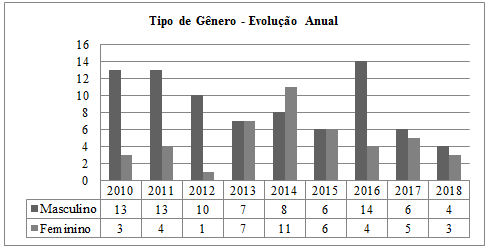 Tipo de Gênero - Evolução Anual
16
14
12
10
8
6
4
2
0
2010 2011 2012 2013 2014 2015 2016 2017 2018
Masculino 13 13 10 7 8 6 14 6 4
Feminino 3 4 1 7 11 6 4 5 3